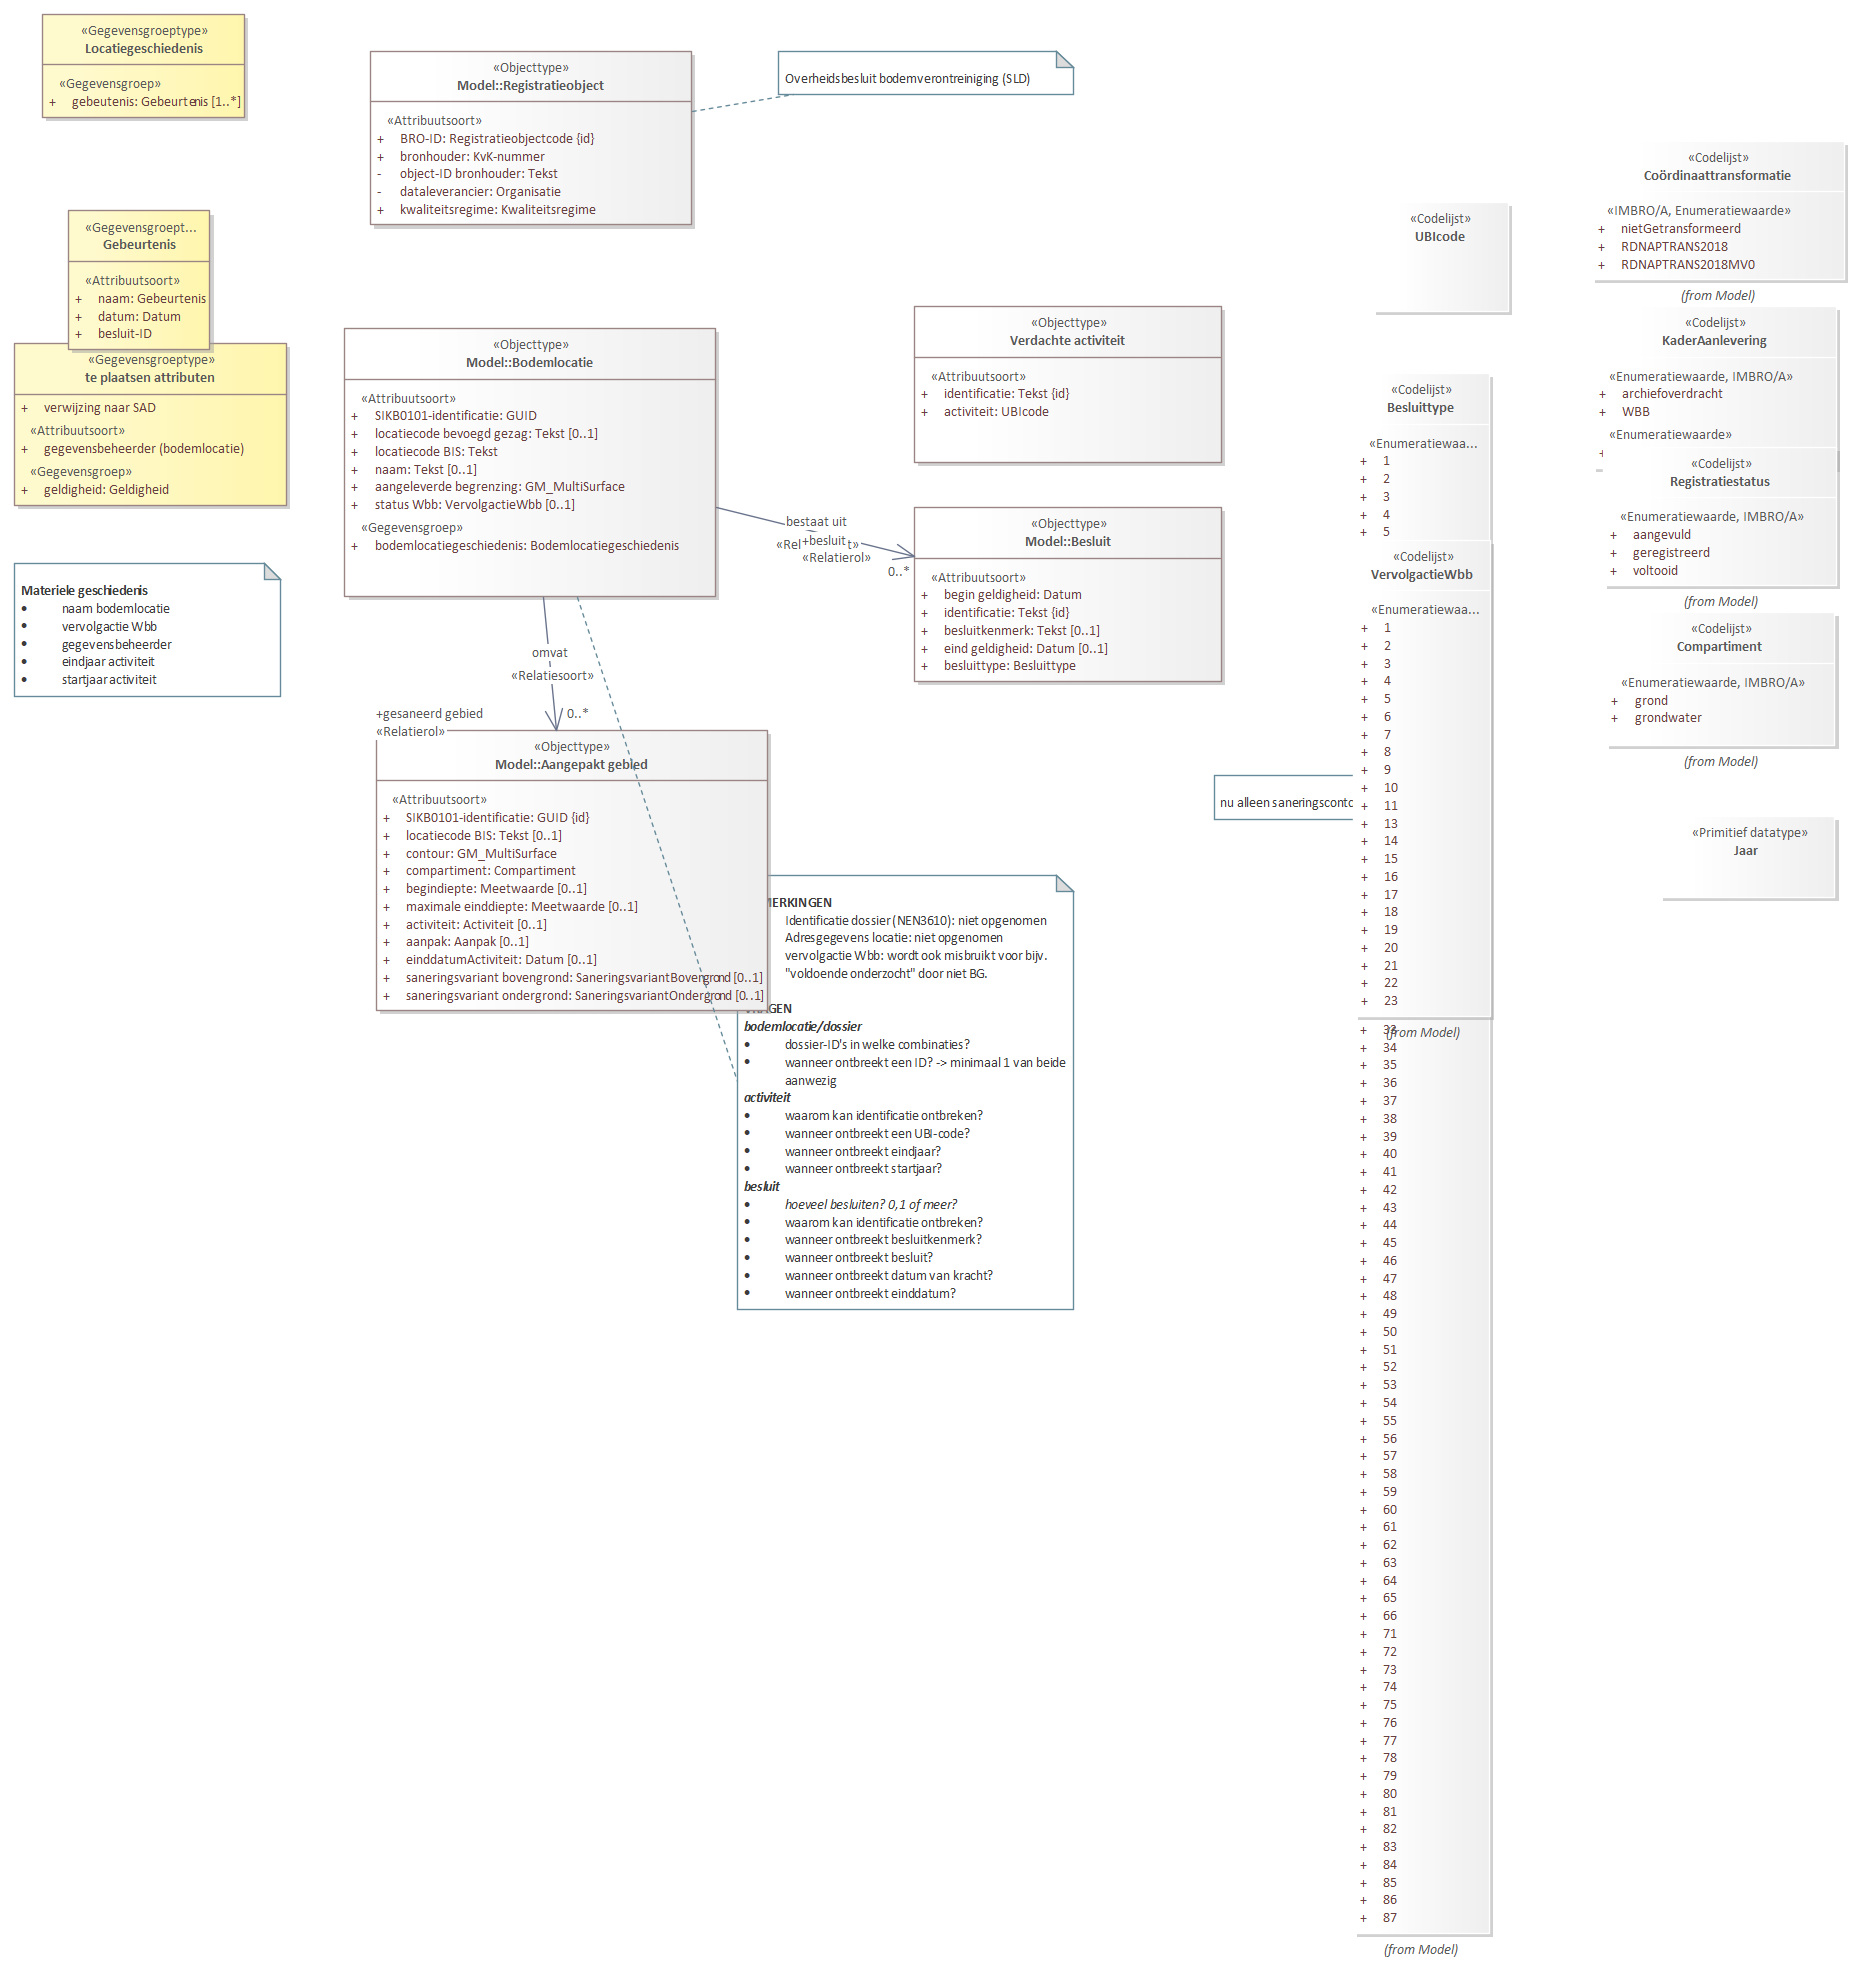 «Gegevensgroeptype»
Locatiegeschiedenis
«Gegevensgroep»
+ gebeutenis: Gebeurtenis [1..*]
«Gegevensgroept...
Gebeurtenis
«Attribuutsoort»
+ naam: Gebeurtenis
+ datum: Datum
+ besluit-ID
«Gegevensgroeptype»
te plaatsen attributen
+ verwijzing naar SAD
«Attribuutsoort»
+ gegevensbeheerder (bodemlocatie)
«Gegevensgroep»
+ geldigheid: Geldigheid
Materiele geschiedenis
• naam bodemlocatie
• vervolgactie Wbb
• gegevensbeheerder
• eindjaar activiteit
• startjaar activiteit
«Objecttype»
Model::Registratieobject
«Attribuutsoort»
+ BRO-ID: Registratieobjectcode {id}
+ bronhouder: KvK-nummer
- object-ID bronhouder: Tekst
- dataleverancier: Organisatie
+ kwaliteitsregime: Kwaliteitsregime
Overheidsbesluit bodemverontreiniging (SLD)
«Objecttype»
Model::Bodemlocatie
«Attribuutsoort»
+ SIKB0101-identificatie: GUID
+ locatiecode bevoegd gezag: Tekst [0..1]
+ locatiecode BIS: Tekst
+ naam: Tekst [0..1]
+ aangeleverde begrenzing: GM_MultiSurface
+ status Wbb: VervolgactieWbb [0..1]
«Gegevensgroep»
+ bodemlocatiegeschiedenis: Bodemlocatiegeschiedenis
bestaat uit
+besluit
«Relatierol»
0..*
omvat
«Relatiesoort»
0..*
+gesaneerd gebied
«Relatierol»
«Objecttype»
Verdachte activiteit
«Attribuutsoort»
+ identificatie: Tekst {id}
+ activiteit: UBIcode
«Objecttype»
Model::Besluit
«Attribuutsoort»
+ begin geldigheid: Datum
+ identificatie: Tekst {id}
+ besluitkenmerk: Tekst [0..1]
+ eind geldigheid: Datum [0..1]
+ besluittype: Besluittype
«Objecttype»
Model::Aangepakt gebied
«Attribuutsoort»
+ SIKB0101-identificatie: GUID {id}
+ locatiecode BIS: Tekst [0..1]
+ contour: GM_MultiSurface
+ compartiment: Compartiment
+ begindiepte: Meetwaarde [0..1]
+ maximale einddiepte: Meetwaarde [0..1]
+ activiteit: Activiteit [0..1]
+ aanpak: Aanpak [0..1]
+ einddatumActiviteit: Datum [0..1]
+ saneringsvariant bovengrond: SaneringsvariantBovengrond [0..1]
+ saneringsvariant ondergrond: SaneringsvariantOndergrond [0..1]
MERKINGEN
Identificatie dossier (NEN3610): niet opgenomen
Adresgegevens locatie: niet opgenomen
vervolgactie Wbb: wordt ook misbruikt voor bijv.
"voldoende onderzocht" door niet BG.
bodemlocatie/dossier
• dossier-ID's in welke combinaties?
• wanneer ontbreekt een ID? -> minimaal 1 van beide
aanwezig
activiteit
• waarom kan identificatie ontbreken?
• wanneer ontbreekt een UBI-code?
• wanneer ontbreekt eindjaar?
• wanneer ontbreekt startjaar?
besluit
• hoeveel besluiten? 0,1 of meer?
• waarom kan identificatie ontbreken?
• wanneer ontbreekt besluitkenmerk?
• wanneer ontbreekt besluit?
• wanneer ontbreekt datum van kracht?
• wanneer ontbreekt einddatum?
nu alleen saneringsconto
«Codelijst»
UBIcode
«Codelijst»
Besluittype
«Enumeratiewaa...
+ 1
+ 2
+ 3
+ 4
+ 5
«Codelijst»
VervolgactieWbb
«Enumeratiewaa...
+ 1
+ 2
+ 3
+ 4
+ 5
+ 6
+ 7
+ 8
+ 9
+ 10
+ 11
+ 13
+ 14
+ 15
+ 16
+ 17
+ 18
+ 19
+ 20
+ 21
+ 22
+ 23
(from Model)
+ 33
+ 34
+ 35
+ 36
+ 37
+ 38
+ 39
+ 40
+ 41
+ 42
+ 43
+ 44
+ 45
+ 46
+ 47
+ 48
+ 49
+ 50
+ 51
+ 52
+ 53
+ 54
+ 55
+ 56
+ 57
+ 58
+ 59
+ 60
+ 61
+ 62
+ 63
+ 64
+ 65
+ 66
+ 71
+ 72
+ 73
+ 74
+ 75
+ 76
+ 77
+ 78
+ 79
+ 80
+ 81
+ 82
+ 83
+ 84
+ 85
+ 86
+ 87
(from Model)
«Codelijst»
Coördinaattransformatie
«IMBRO/A, Enumeratiewaarde»
+ nietGetransformeerd
+ RDNAPTRANS2018
+ RDNAPTRANS2018MV0
(from Model)
«Codelijst»
KaderAanlevering
«Enumeratiewaarde, IMBRO/A»
+ archiefoverdracht
+ WBB
«Enumeratiewaarde»
+
«Codelijst»
Registratiestatus
«Enumeratiewaarde, IMBRO/A»
+ aangevuld
+ geregistreerd
+ voltooid
(from Model)
«Codelijst»
Compartiment
«Enumeratiewaarde, IMBRO/A»
+ grond
+ grondwater
(from Model)
«Primitief datatype»
Jaar